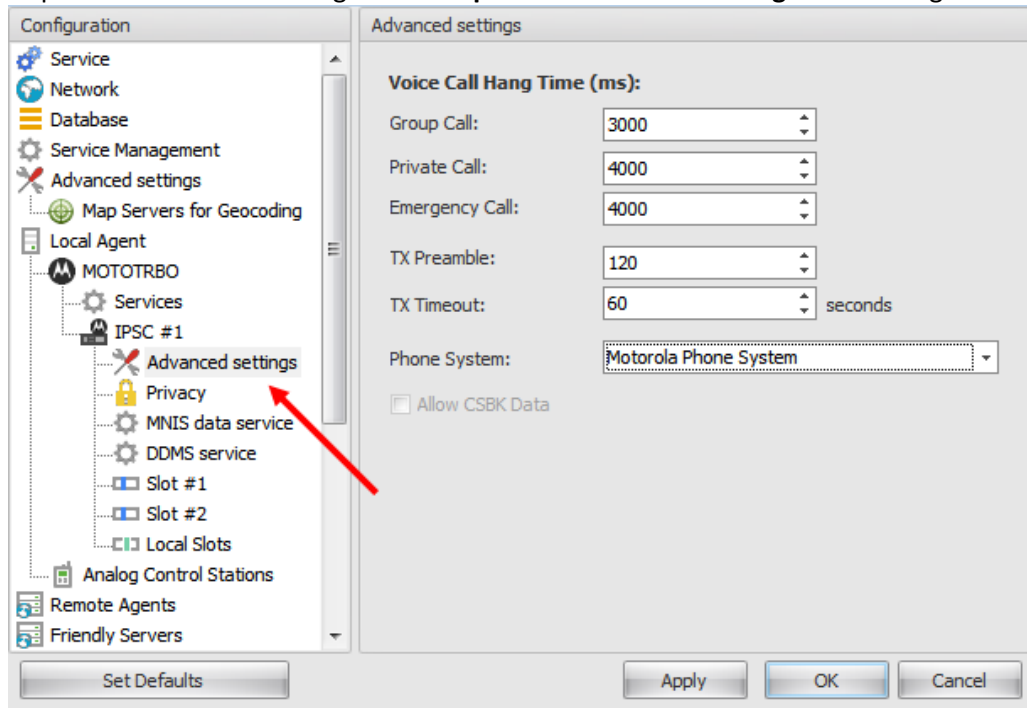 Configuration
Service
Network
Database
Service Management
Advanced settings
Map Servers for Geocoding
Local Agent
MOTOTRBO
Services
IPSC #1
Advanced settings
Privacy
MNIS data service
DDMS service
Slot #1
Slot #2
Local Slots
Analog Control Stations
Remote Agents
Friendly Servers
Set Defaults
Advanced settings
Voice Call Hang Time (ms):
Group Call: 3000
Private Call: 4000
Emergency Call: 4000
TX Preamble: 120
TX Timeout: 60 seconds
Phone System: Motorola Phone System
Allow CSBK Data
Apply OK Cancel